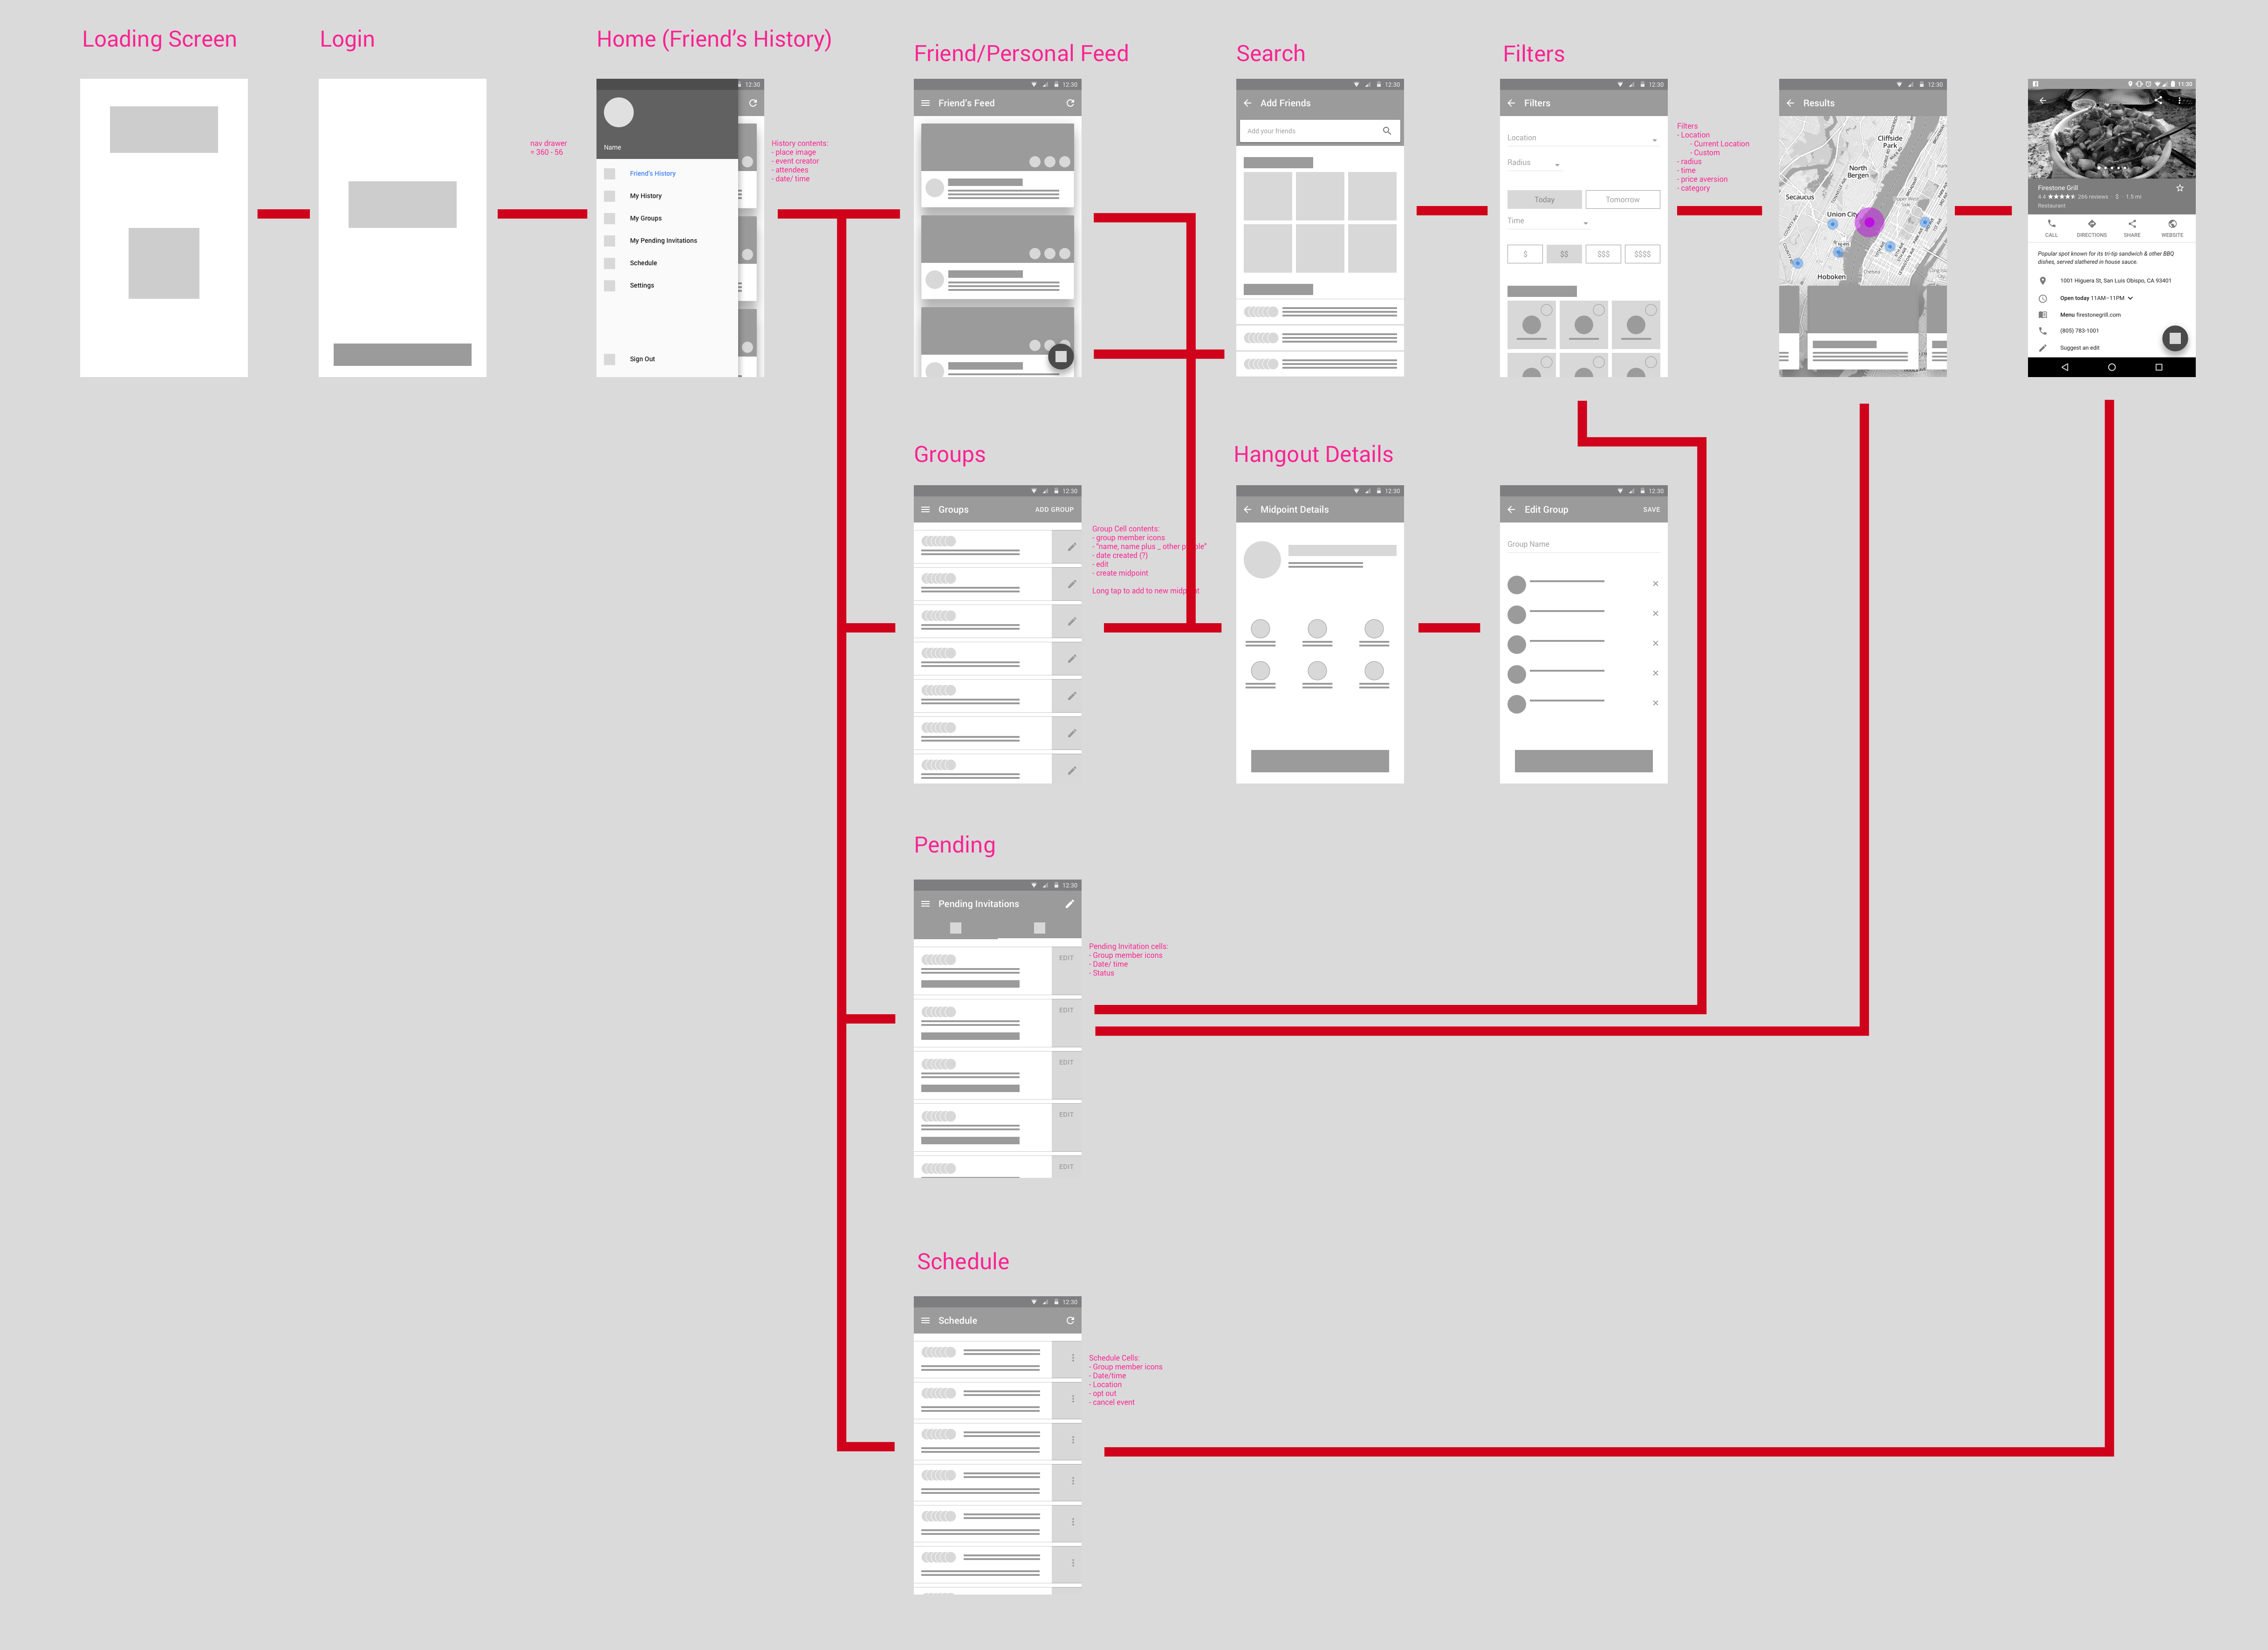 Loading Screen
Login
Home (Friend's History)
Friend/Personal Feed
Search
Filters
nav drawer
= 360 - 56
12:30
Name
Friend's History
My History
My Groups
My Pending Invitations
Schedule
Settings
Sign Out
History contents:
- place image
- event creator
- attendees
- date/ time
12:30
Friend's Feed
12:30
Add Friends
Add your friends
12:30
Filters
Location
Radius
Today
Tomorrow
Time
$
$$
$$$
$$$$
Filters
- Location
- Current Location
- Custom
- radius
- time
- price aversion
- category
12:30
Results
Cliffside
Park
North
Bergen
Secaucus
Union City
Hoboken
Chelsea
11:30
Firestone Grill
4.6 ★★★★★ 266 reviews · $ · 1.5 mi
Restaurant
CALL
DIRECTIONS
SHARE
WEBSITE
Popular spot known for its tri-tip sandwich & other BBQ
dishes, served slathered in house sauce.
1001 Higuera St, San Luis Obispo, CA 93401
Open today 11AM–11PM
Menu firestonegrill.com
(805) 783-1001
Suggest an edit
Groups
12:30
Groups
ADD GROUP
Group Cell contents:
- group member icons
- "name, name plus _ other people"
- date created (?)
- edit
- create midpoint
Long tap to add to new midpoint
Hangout Details
12:30
Midpoint Details
12:30
Edit Group
SAVE
Group Name
Pending
12:30
Pending Invitations
EDIT
EDIT
EDIT
EDIT
EDIT
Pending Invitation cells:
- Group member icons
- Date/ time
- Status
Schedule
12:30
Schedule
Schedule Cells:
- Group member icons
- Date/time
- Location
- opt out
- cancel event